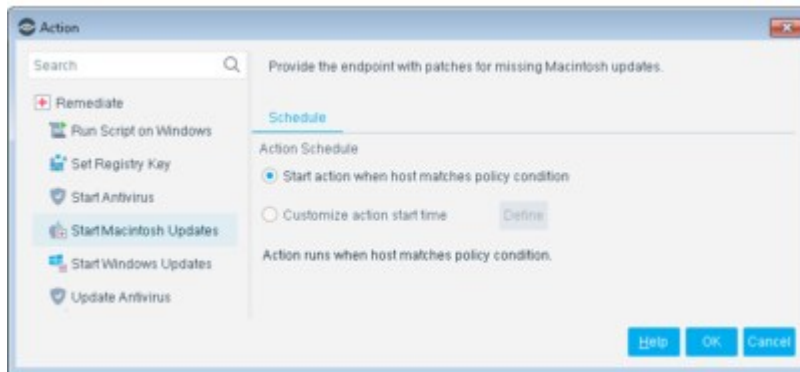 Action
Search
Provide the endpoint with patches for missing Macintosh updates.
Remediate
Run Script on Windows
Set Registry Key
Start Antivirus
Start Macintosh Updates
Start Windows Updates
Update Antivirus
Schedule
Action Schedule
Start action when host matches policy condition
Customize action start time
Define
Action runs when host matches policy condition.
Help
OK
Cancel